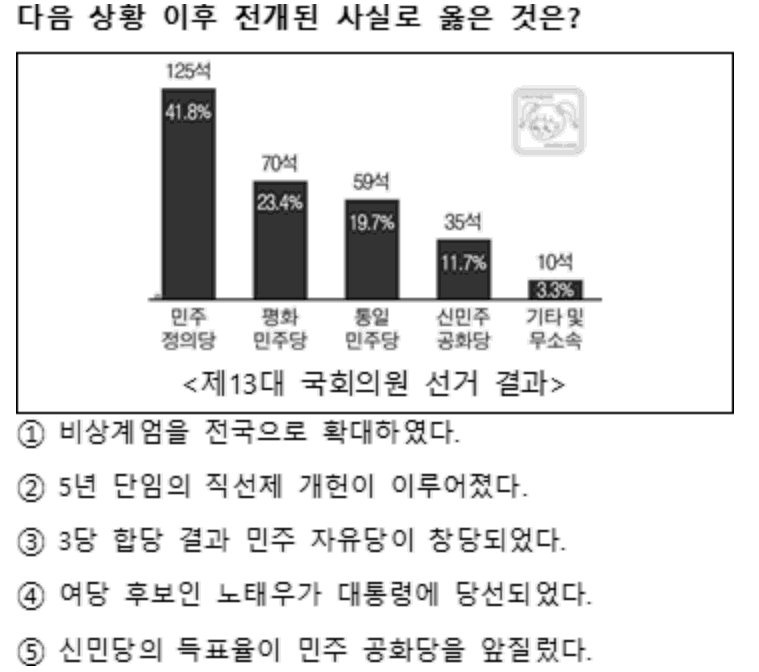 다음 상황 이후 전개된 사실로 옳은 것은?
125석
41.8%
70석
23.4%
59석
19.7%
35석
11.7%
10석
3.3%
민주 정의당
평화 민주당
통일 민주당
신민주 공화당
기타 및 무소속
<제13대 국회의원 선거 결과>
① 비상계엄을 전국으로 확대하였다.
② 5년 단임의 직선제 개헌이 이루어졌다.
③ 3당 합당 결과 민주 자유당이 창당되었다.
④ 여당 후보인 노태우가 대통령에 당선되었다.
⑤ 신민당의 득표율이 민주 공화당을 앞질렀다.